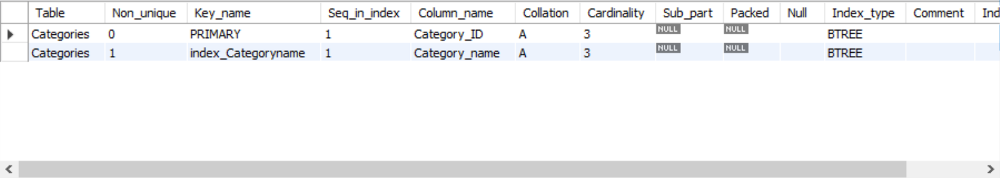 Table Non_unique Key_name Seq_in_index Column_name Collation Cardinality Sub_part Packed Null Index_type Comment Ind
Categories 0 PRIMARY 1 Category_ID A 3 NULL NULL BTREE
Categories 1 index_Categoryname 1 Category_name A 3 NULL NULL BTREE